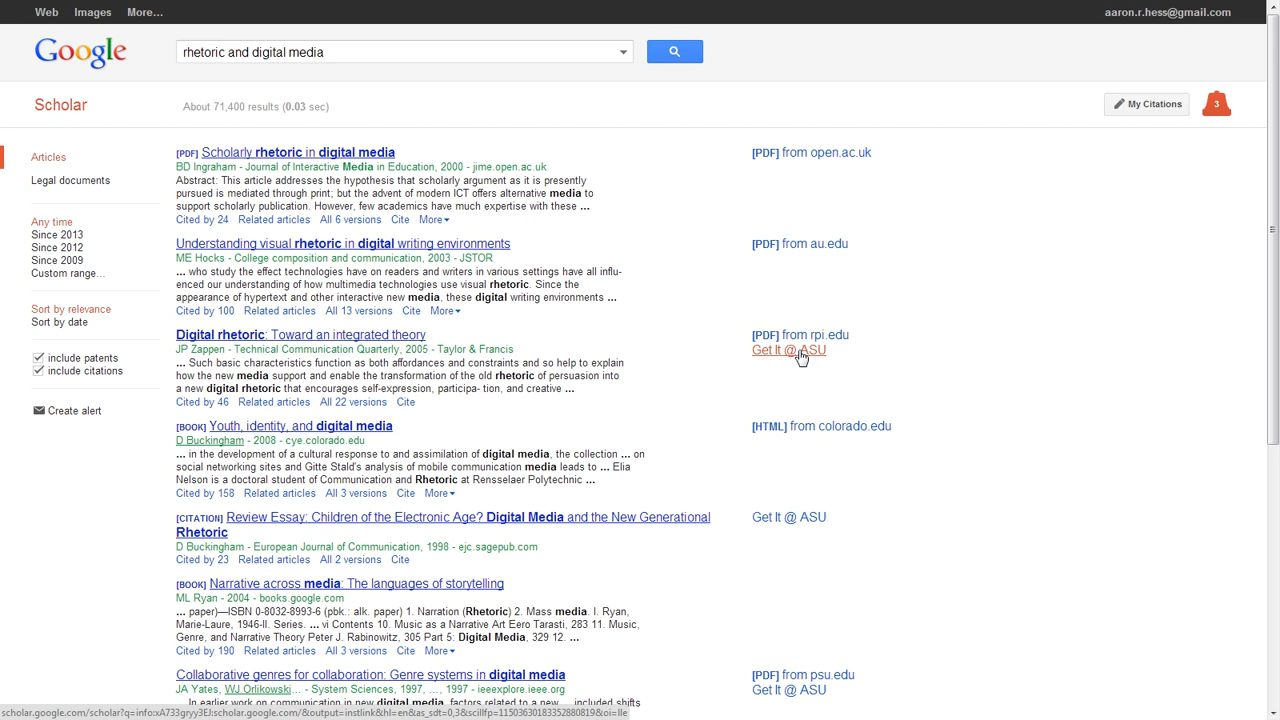 Web Images More... aaron.r.hess@gmail.com
Google rhetoric and digital media
Scholar About 71,400 results (0.03 sec) My Citations 3
Articles
Legal documents
Any time
Since 2013
Since 2012
Since 2009
Custom range...
Sort by relevance
Sort by date
include patents
include citations
Create alert
[PDF] Scholarly rhetoric in digital media [PDF] from open.ac.uk
BD Ingraham - Journal of Interactive Media in Education, 2000 - jime.open.ac.uk
Abstract: This article addresses the hypothesis that scholarly argument as it is presently
pursued is mediated through print; but the advent of modern ICT offers alternative media to
support scholarly publication. However, few academics have much expertise with these ...
Cited by 24 Related articles All 6 versions Cite More
Understanding visual rhetoric in digital writing environments [PDF] from au.edu
ME Hocks - College composition and communication, 2003 - JSTOR
... who study the effect technologies have on readers and writers in various settings have all influ-
enced our understanding of how multimedia technologies use visual rhetoric. Since the
appearance of hypertext and other interactive new media, these digital writing environments ...
Cited by 100 Related articles All 13 versions Cite More
Digital rhetoric: Toward an integrated theory [PDF] from rpi.edu
JP Zappen - Technical Communication Quarterly, 2005 - Taylor & Francis Get It @ ASU
... Such basic characteristics function as both affordances and constraints and so help to explain
how the new media support and enable the transformation of the old rhetoric of persuasion into
a new digital rhetoric that encourages self-expression, participa- tion, and creative ...
Cited by 46 Related articles All 22 versions Cite
[BOOK] Youth, identity, and digital media [HTML] from colorado.edu
D Buckingham - 2008 - cye.colorado.edu
... in the development of a cultural response to and assimilation of digital media, the collection ... on
social networking sites and Gitte Stald's analysis of mobile communication media leads to ... Elia
Nelson is a doctoral student of Communication and Rhetoric at Rensselaer Polytechnic ...
Cited by 158 Related articles All 3 versions Cite More
[CITATION] Review Essay: Children of the Electronic Age? Digital Media and the New Generational Get It @ ASU
Rhetoric
D Buckingham - European Journal of Communication, 1998 - ejc.sagepub.com
Cited by 23 Related articles All 2 versions Cite
[BOOK] Narrative across media: The languages of storytelling
ML Ryan - 2004 - books.google.com
... paper)—ISBN 0-8032-8993-6 (pbk.: alk. paper) 1. Narration (Rhetoric) 2. Mass media. I. Ryan,
Marie-Laure, 1946-II. Series. ... vi Contents 10. Music as a Narrative Art Eero Tarasti, 283 11. Music,
Genre, and Narrative Theory Peter J. Rabinowitz, 305 Part 5: Digital Media, 329 12. ...
Cited by 190 Related articles All 3 versions Cite More
Collaborative genres for collaboration: Genre systems in digital media [PDF] from psu.edu
JA Yates, WJ Orlikowski... - System Sciences, 1997, ..., 1997 - ieeexplore.ieee.org Get It @ ASU
... In earlier work on communication in new digital media, factors related to a new ... included shifts